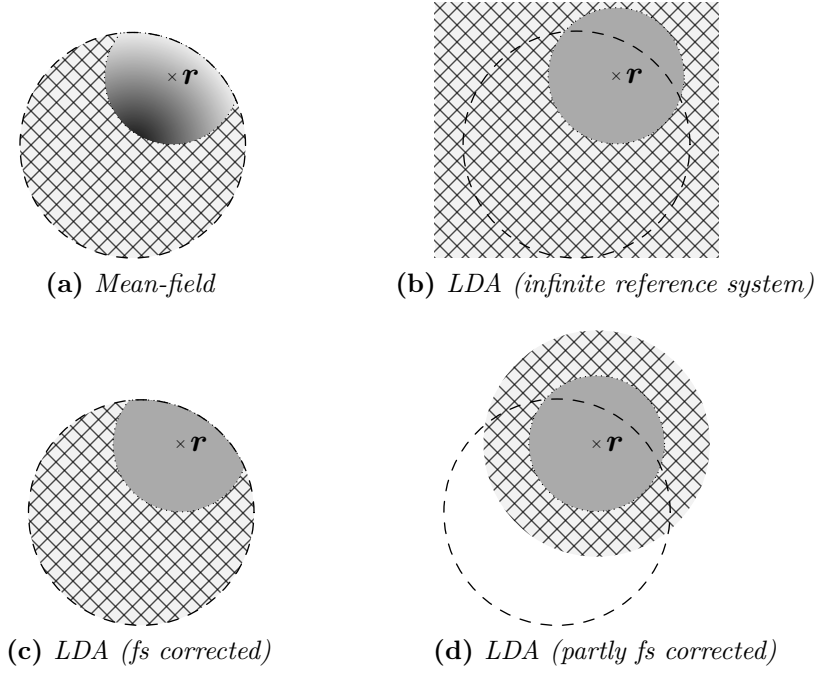 r
r
(a) Mean-field
(b) LDA (infinite reference system)
r
r
(c) LDA (fs corrected)
(d) LDA (partly fs corrected)